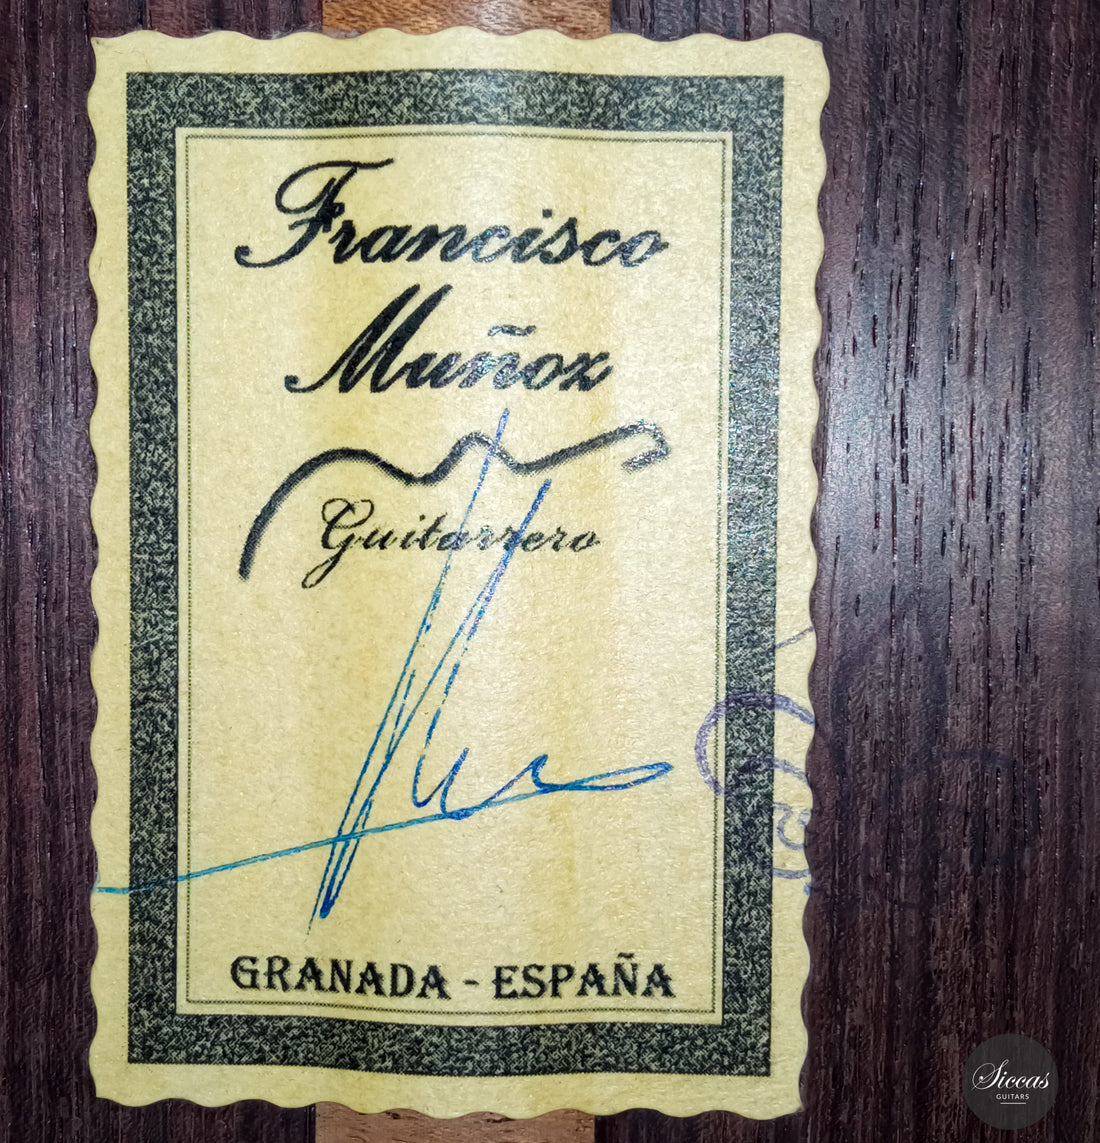 Francisco
Muñoz
Guitarrero
GRANADA - ESPAÑA
Siccas
GUITARS